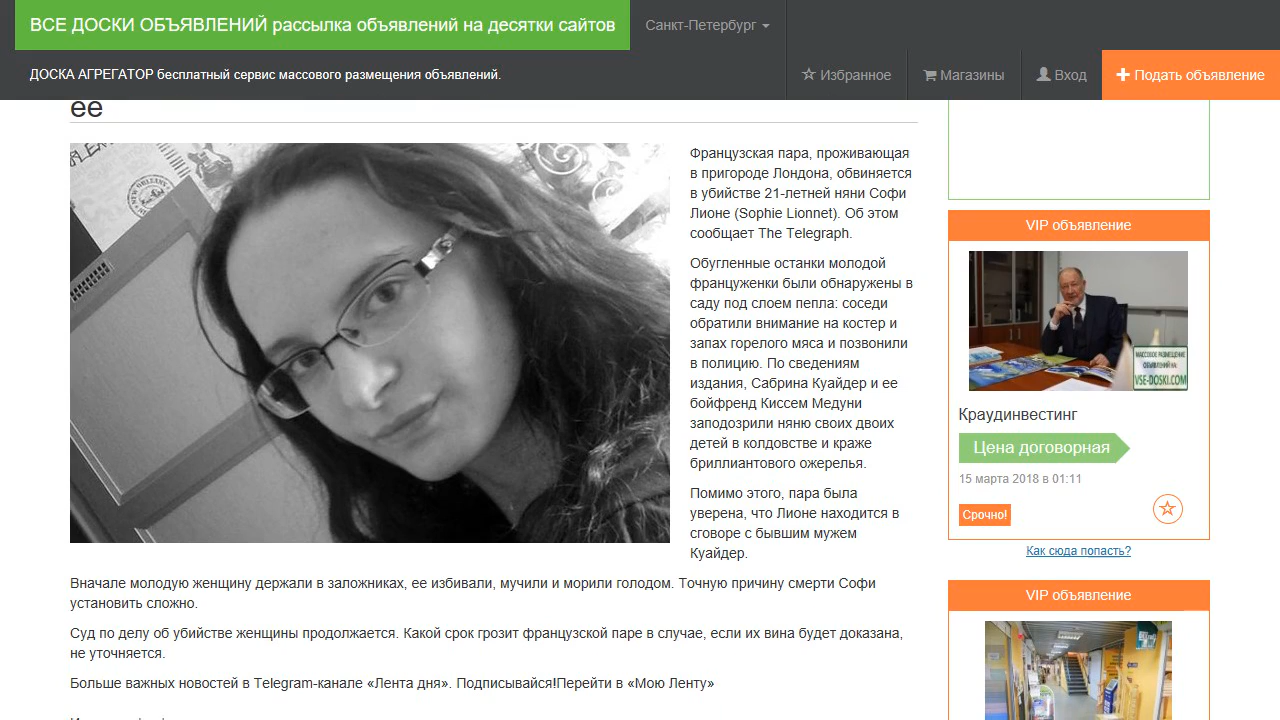 ВСЕ ДОСКИ ОБЪЯВЛЕНИЙ рассылка объявлений на десятки сайтов
Санкт-Петербург
ДОСКА АГРЕГАТОР бесплатный сервис массового размещения объявлений.
Избранное
Магазины
Вход
Подать объявление
ее
Французская пара, проживающая
в пригороде Лондона, обвиняется
в убийстве 21-летней няни Софи
Лионе (Sophie Lionnet). Об этом
сообщает The Telegraph.
Обугленные останки молодой
француженки были обнаружены в
саду под слоем пепла: соседи
обратили внимание на костер и
запах горелого мяса и позвонили
в полицию. По сведениям
издания, Сабрина Куайдер и ее
бойфренд Киссем Медуни
заподозрили няню своих двоих
детей в колдовстве и краже
бриллиантового ожерелья.
Помимо этого, пара была
уверена, что Лионе находится в
сговоре с бывшим мужем
Куайдер.
Вначале молодую женщину держали в заложниках, ее избивали, мучили и морили голодом. Точную причину смерти Софи
установить сложно.
Суд по делу об убийстве женщины продолжается. Какой срок грозит французской паре в случае, если их вина будет доказана,
не уточняется.
Больше важных новостей в Telegram-канале «Лента дня». Подписывайся!Перейти в «Мою Ленту»
NEW ORLEANS
VIP объявление
МАССОВОЕ РАЗМЕЩЕНИЕ
ОБЪЯВЛЕНИЙ НА:
VSE-DOSKI.COM
Краудинвестинг
Цена договорная
15 марта 2018 в 01:11
Срочно!
Как сюда попасть?
VIP объявление